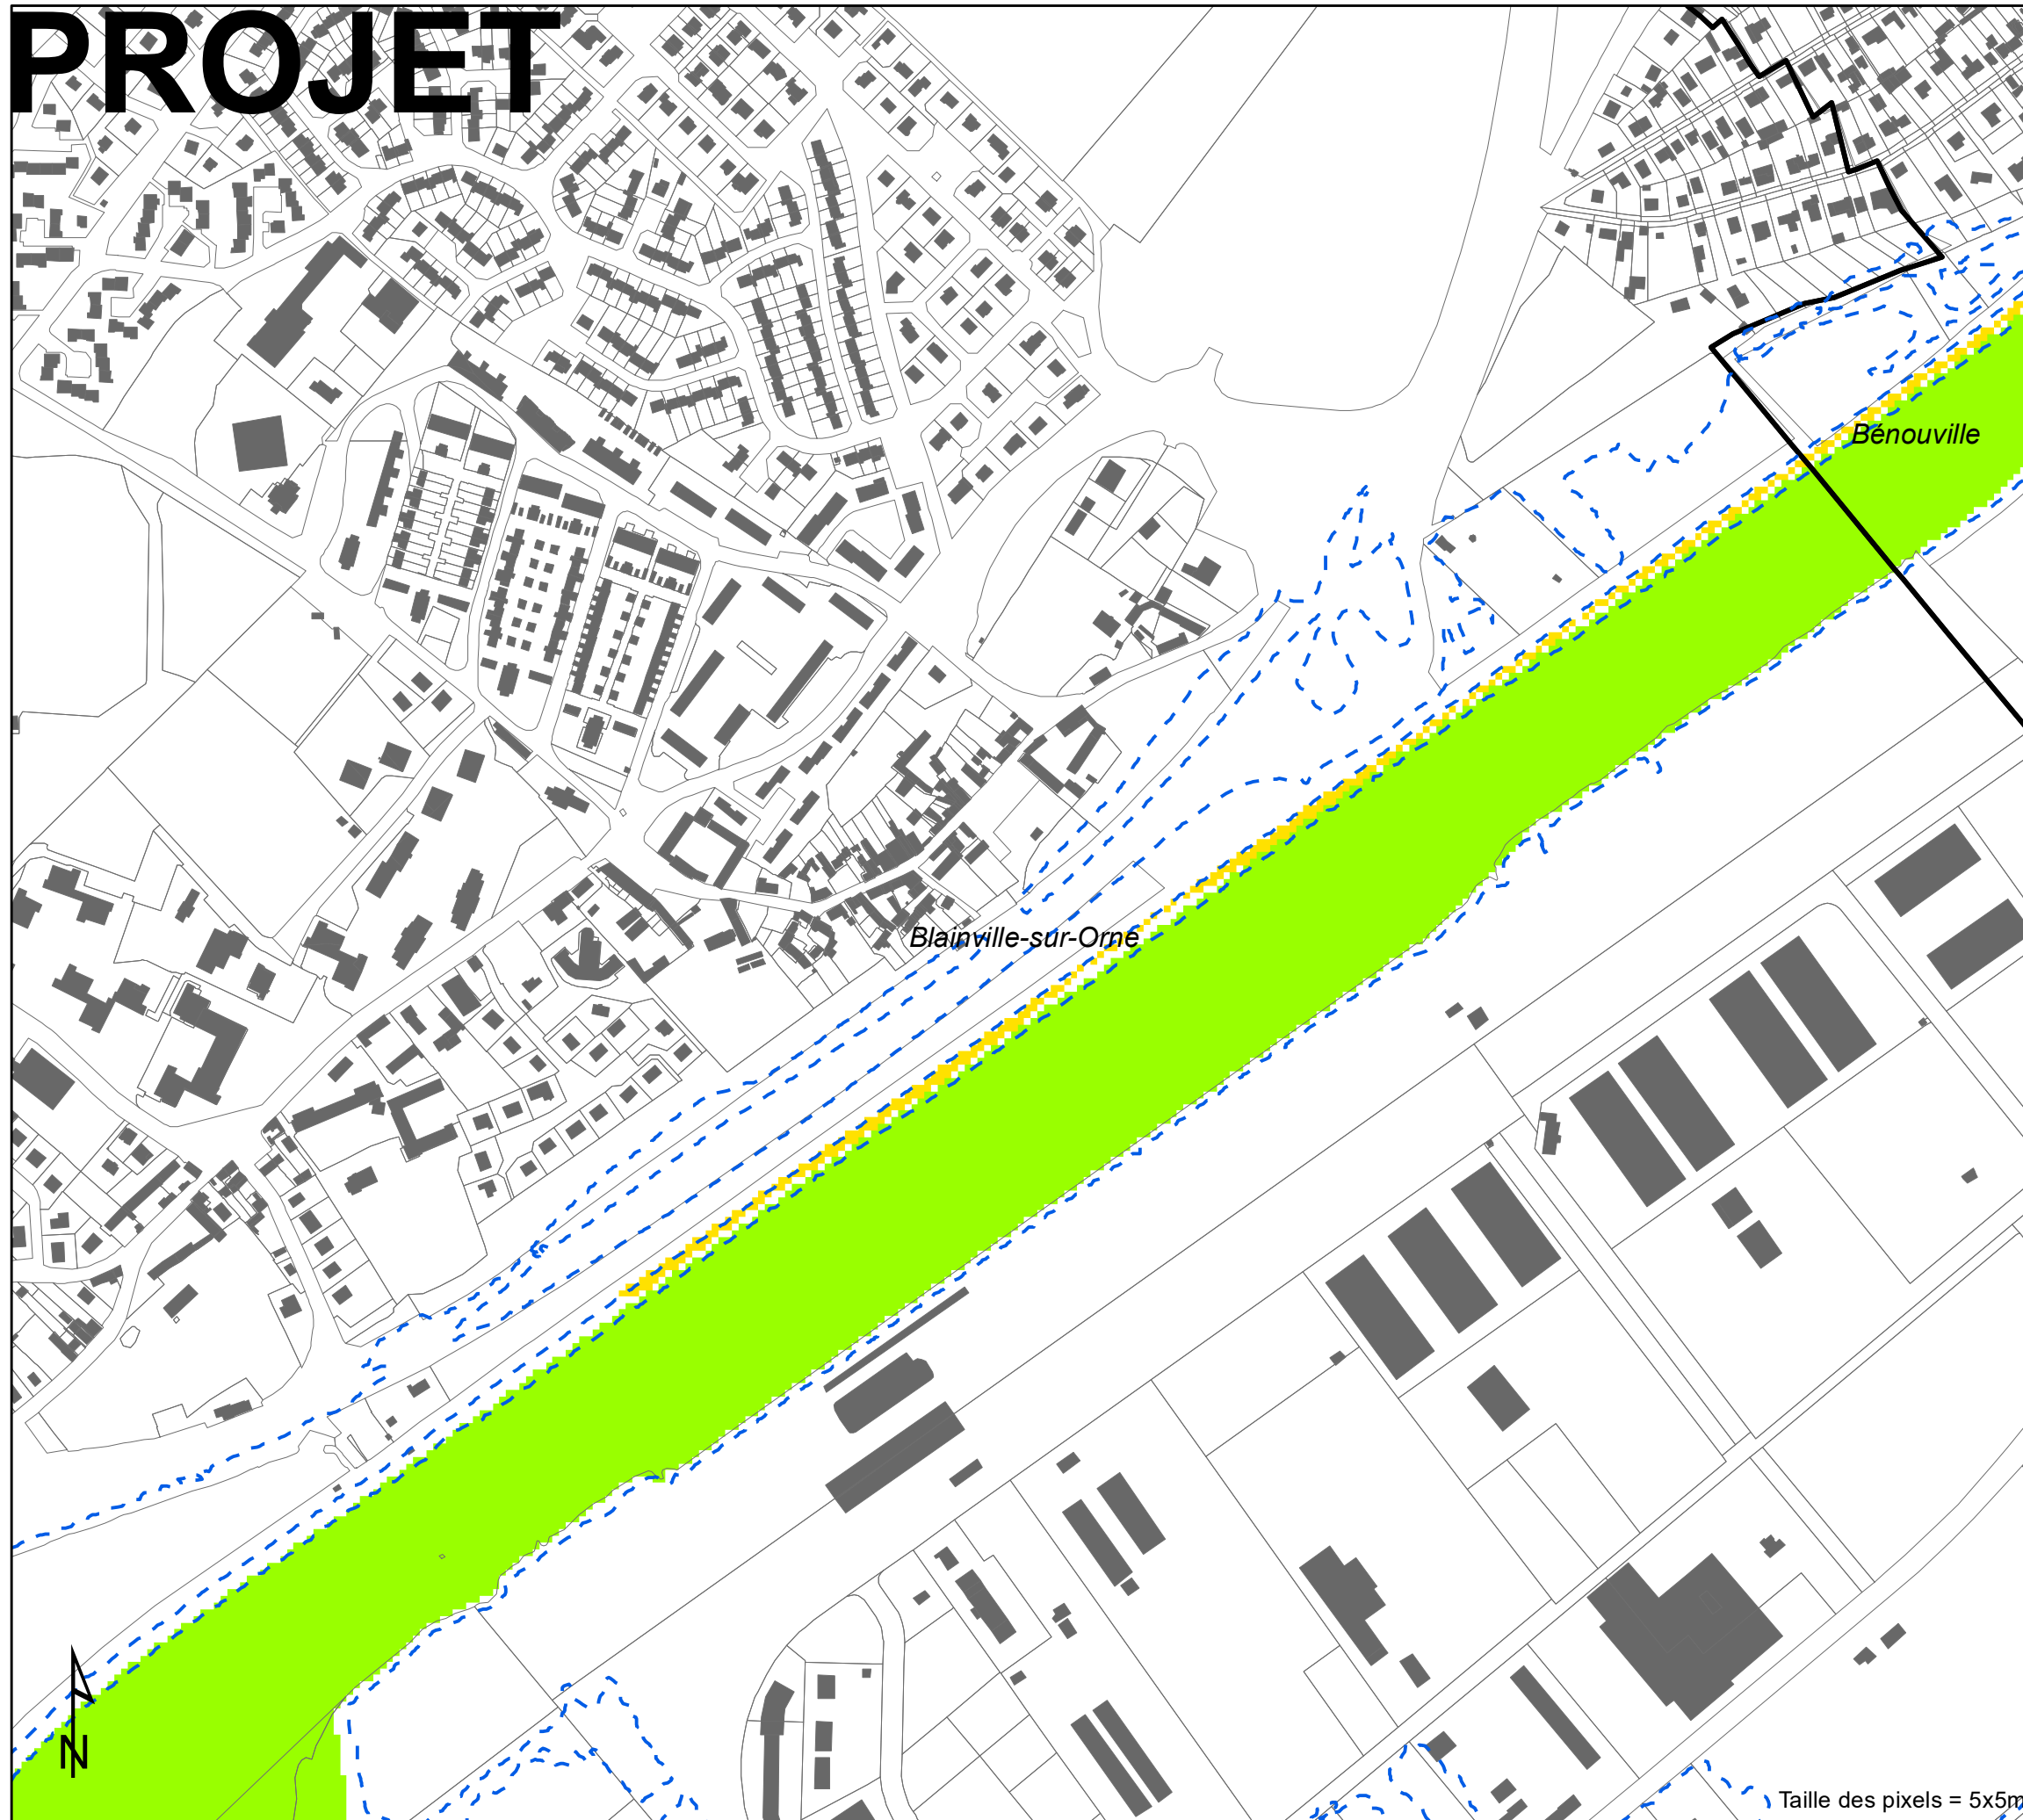 PROJET
Bénouville
Blainville-sur-Orne
N
Taille des pixels = 5x5m